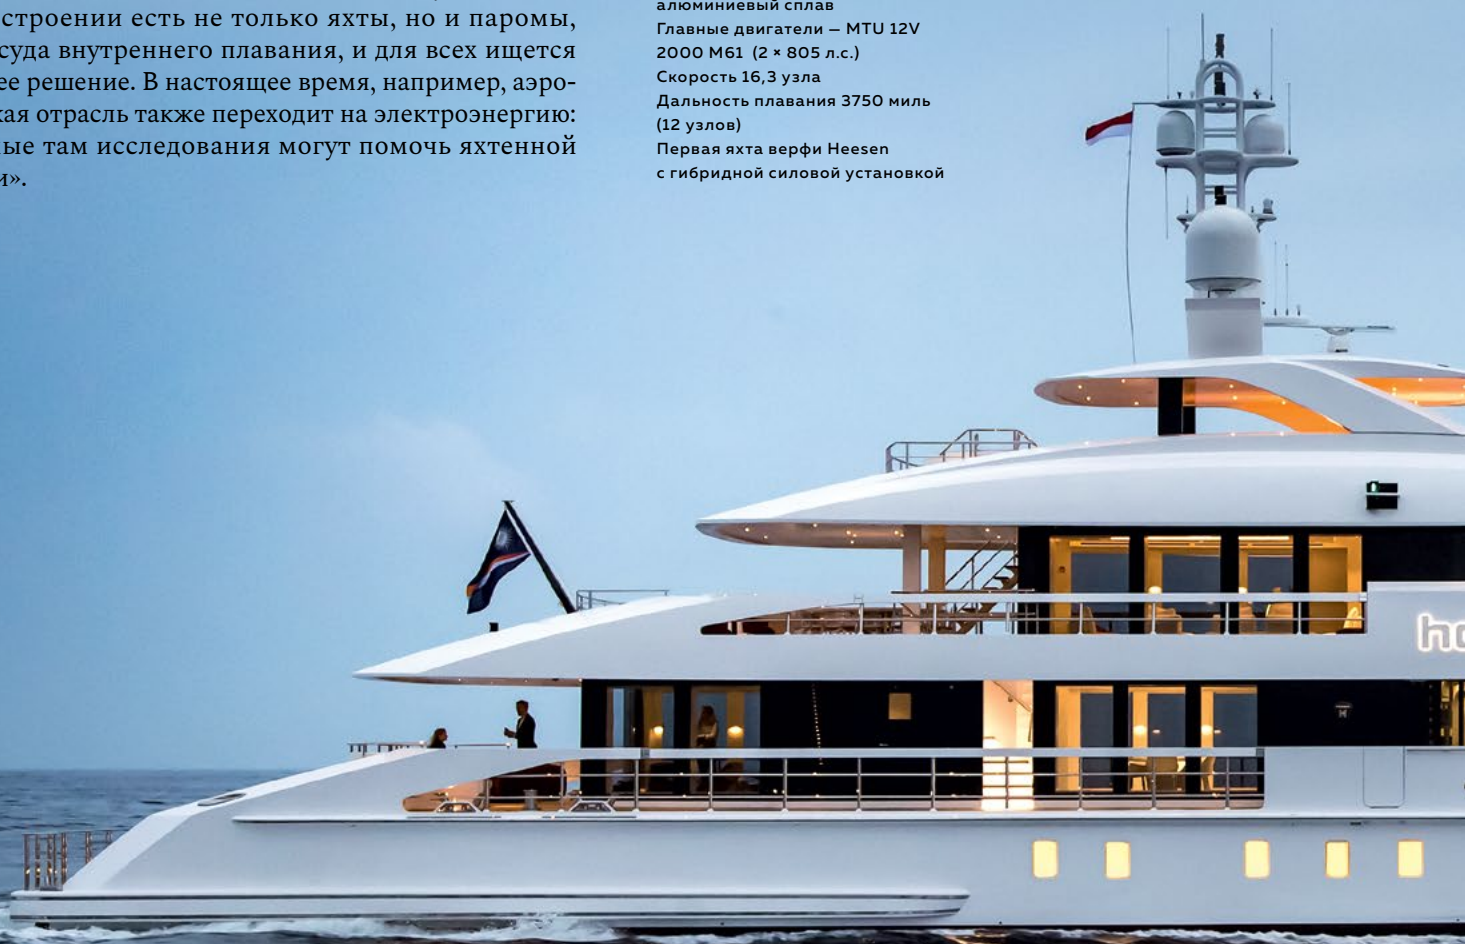 строении есть не только яхты, но и паромы,
суда внутреннего плавания, и для всех ищется
ее решение. В настоящее время, например, аэро-
кая отрасль также переходит на электроэнергию:
ые там исследования могут помочь яхтенной
и».
алюминиевый сплав
Главные двигатели — MTU 12V
2000 M61 (2 × 805 л.с.)
Скорость 16,3 узла
Дальность плавания 3750 миль
(12 узлов)
Первая яхта верфи Heesen
с гибридной силовой установкой
ho